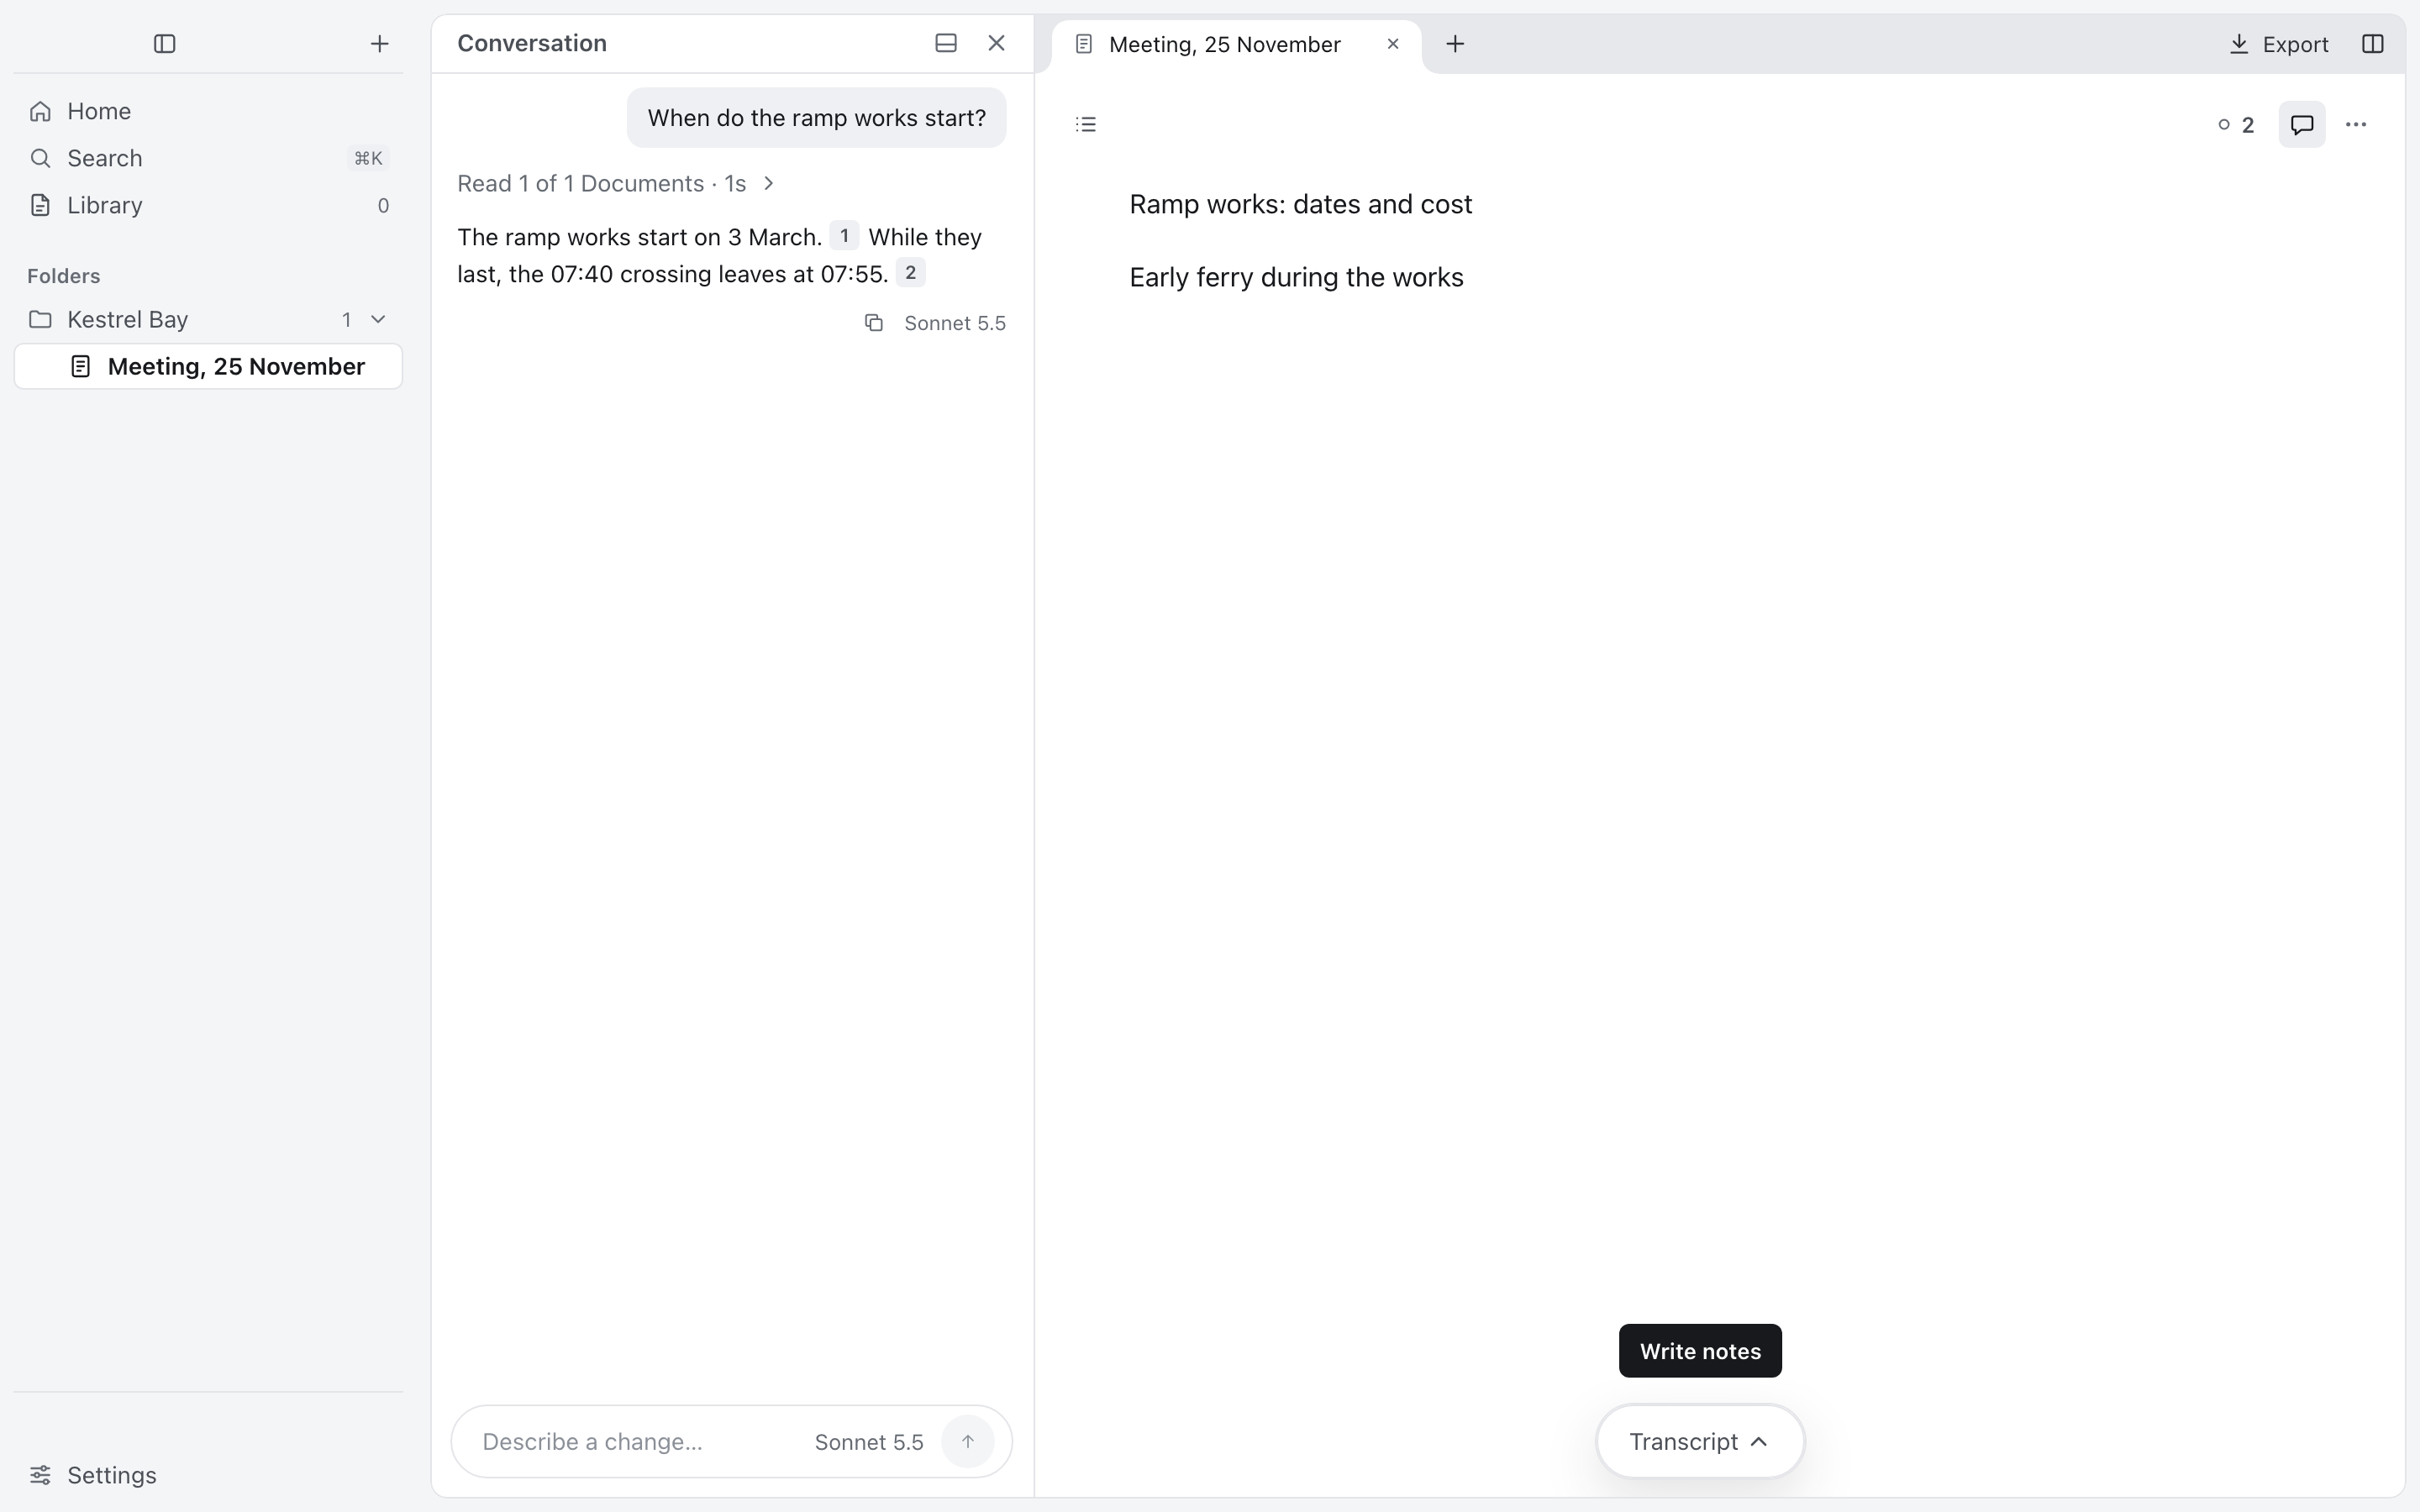 Home
Search ⌘K
Library 0
Folders
Kestrel Bay 1
Meeting, 25 November
Settings
Conversation
When do the ramp works start?
Read 1 of 1 Documents · 1s
The ramp works start on 3 March. 1 While they
last, the 07:40 crossing leaves at 07:55. 2
Sonnet 5.5
Describe a change... Sonnet 5.5
Meeting, 25 November
Export
2
Ramp works: dates and cost
Early ferry during the works
Write notes
Transcript